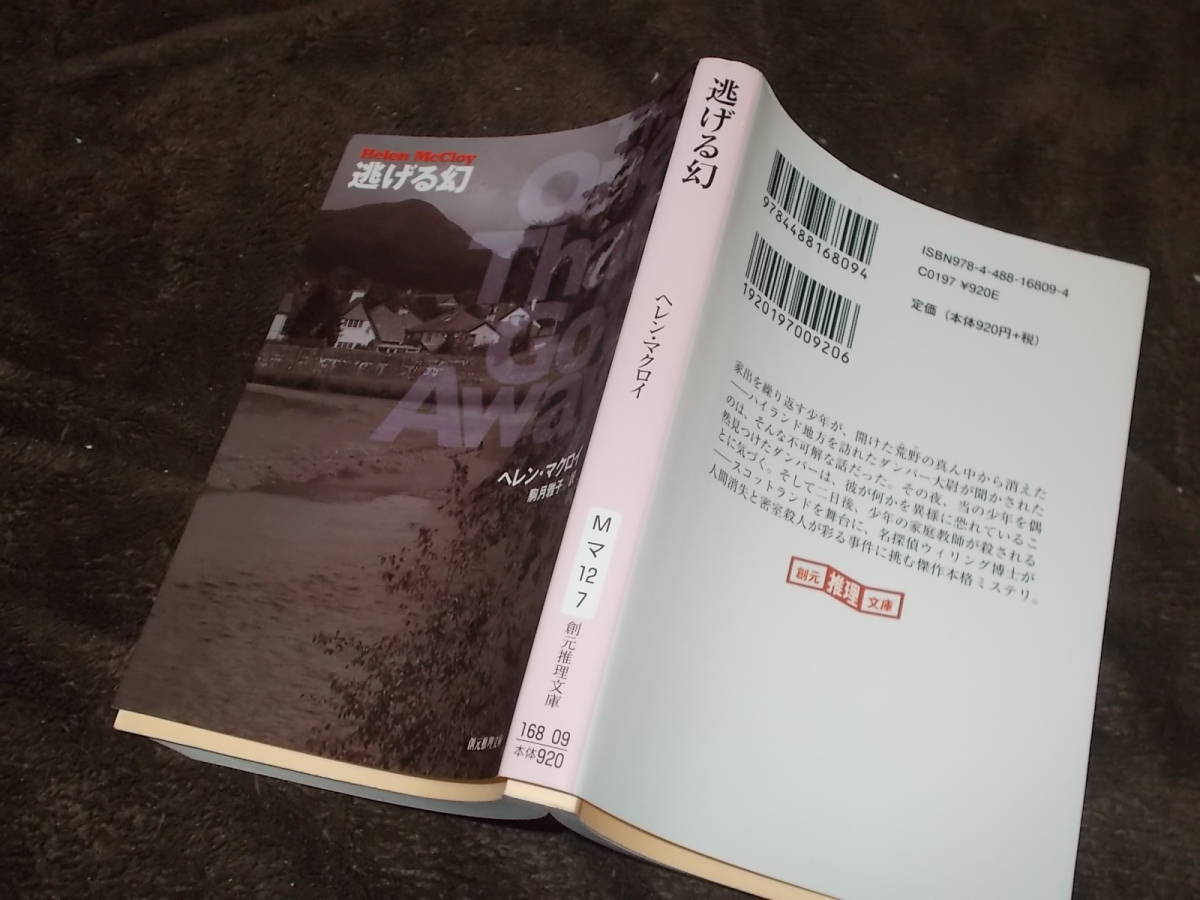 Helen McCloy
逃げる幻
The
Away
ヘレン・マクロイ
駒月雅子
創元推理文庫
逃げる幻
ヘレン・マクロイ
M
マ
12
7
創元推理文庫
168 09
本体920
9784488168094
1920197009206
ISBN978-4-488-16809-4
C0197 ¥920E
定価（本体920円+税）
家出を繰り返す少年が、開けた荒野の真ん中から消えた
――ハイランド地方を訪れたダンバー大尉が聞かされた
のは、そんな不可解な話だった。その夜、当の少年を偶
然見つけたダンバーは、彼が何かを異様に恐れているこ
とに気づく。そして二日後、少年の家庭教師が殺される
――スコットランドを舞台に、名探偵ウィリング博士が
人間消失と密室殺人が彩る事件に挑む傑作本格ミステリ。
創元
推理
文庫